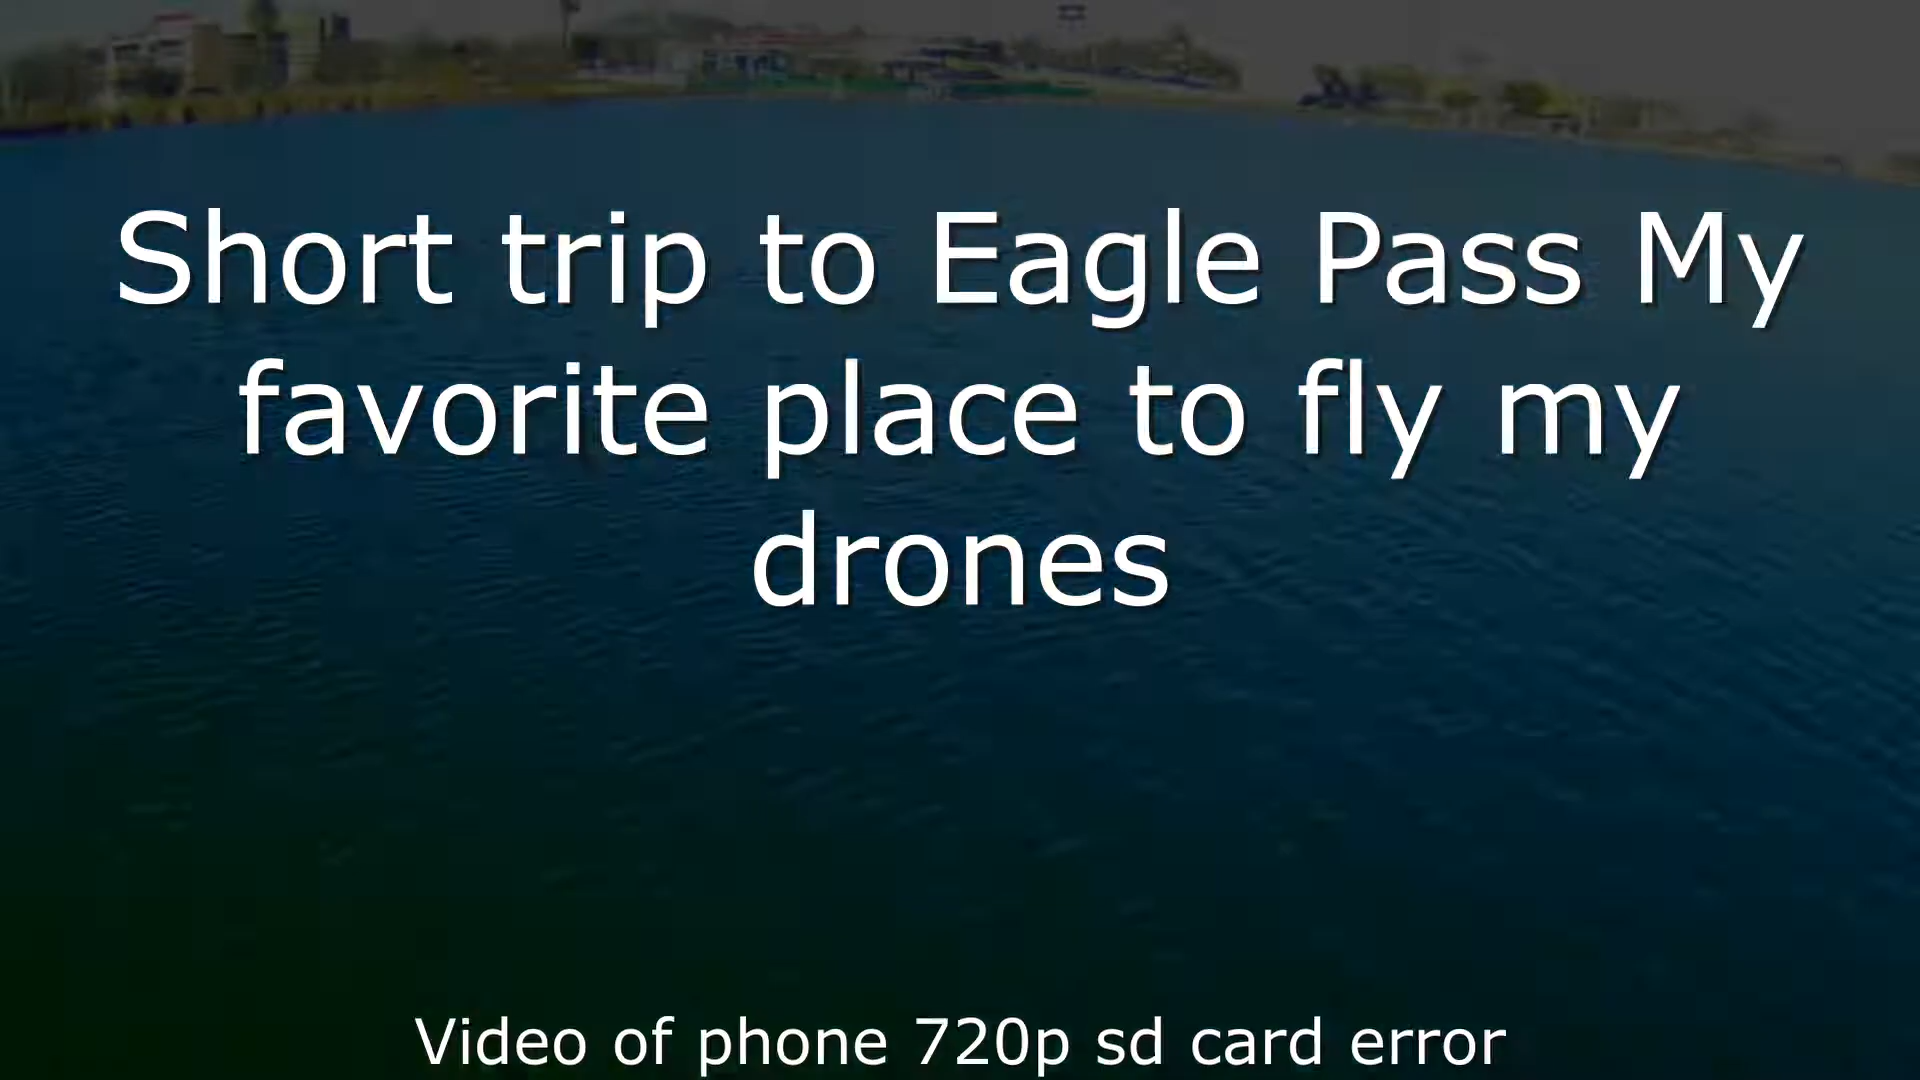 Short trip to Eagle Pass My
favorite place to fly my
drones
Video of phone 720p sd card error